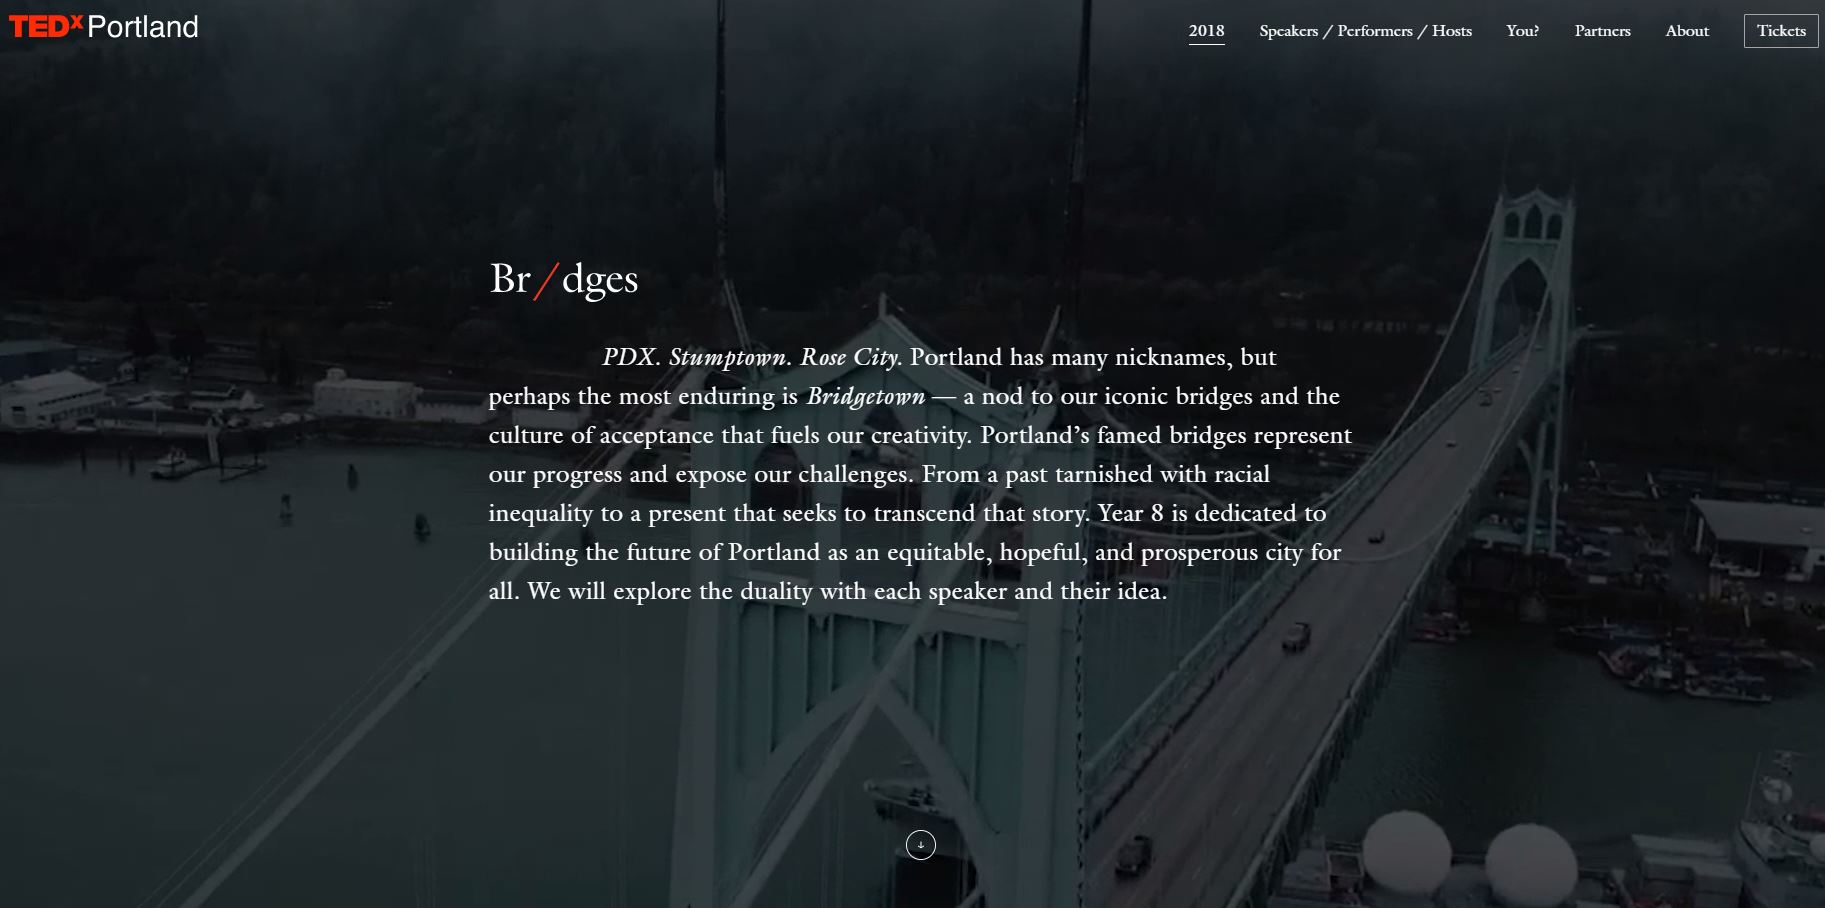 TEDx Portland
2018 Speakers / Performers / Hosts You? Partners About Tickets
Br/dges
PDX. Stumptown. Rose City. Portland has many nicknames, but
perhaps the most enduring is Bridgetown — a nod to our iconic bridges and the
culture of acceptance that fuels our creativity. Portland’s famed bridges represent
our progress and expose our challenges. From a past tarnished with racial
inequality to a present that seeks to transcend that story. Year 8 is dedicated to
building the future of Portland as an equitable, hopeful, and prosperous city for
all. We will explore the duality with each speaker and their idea.